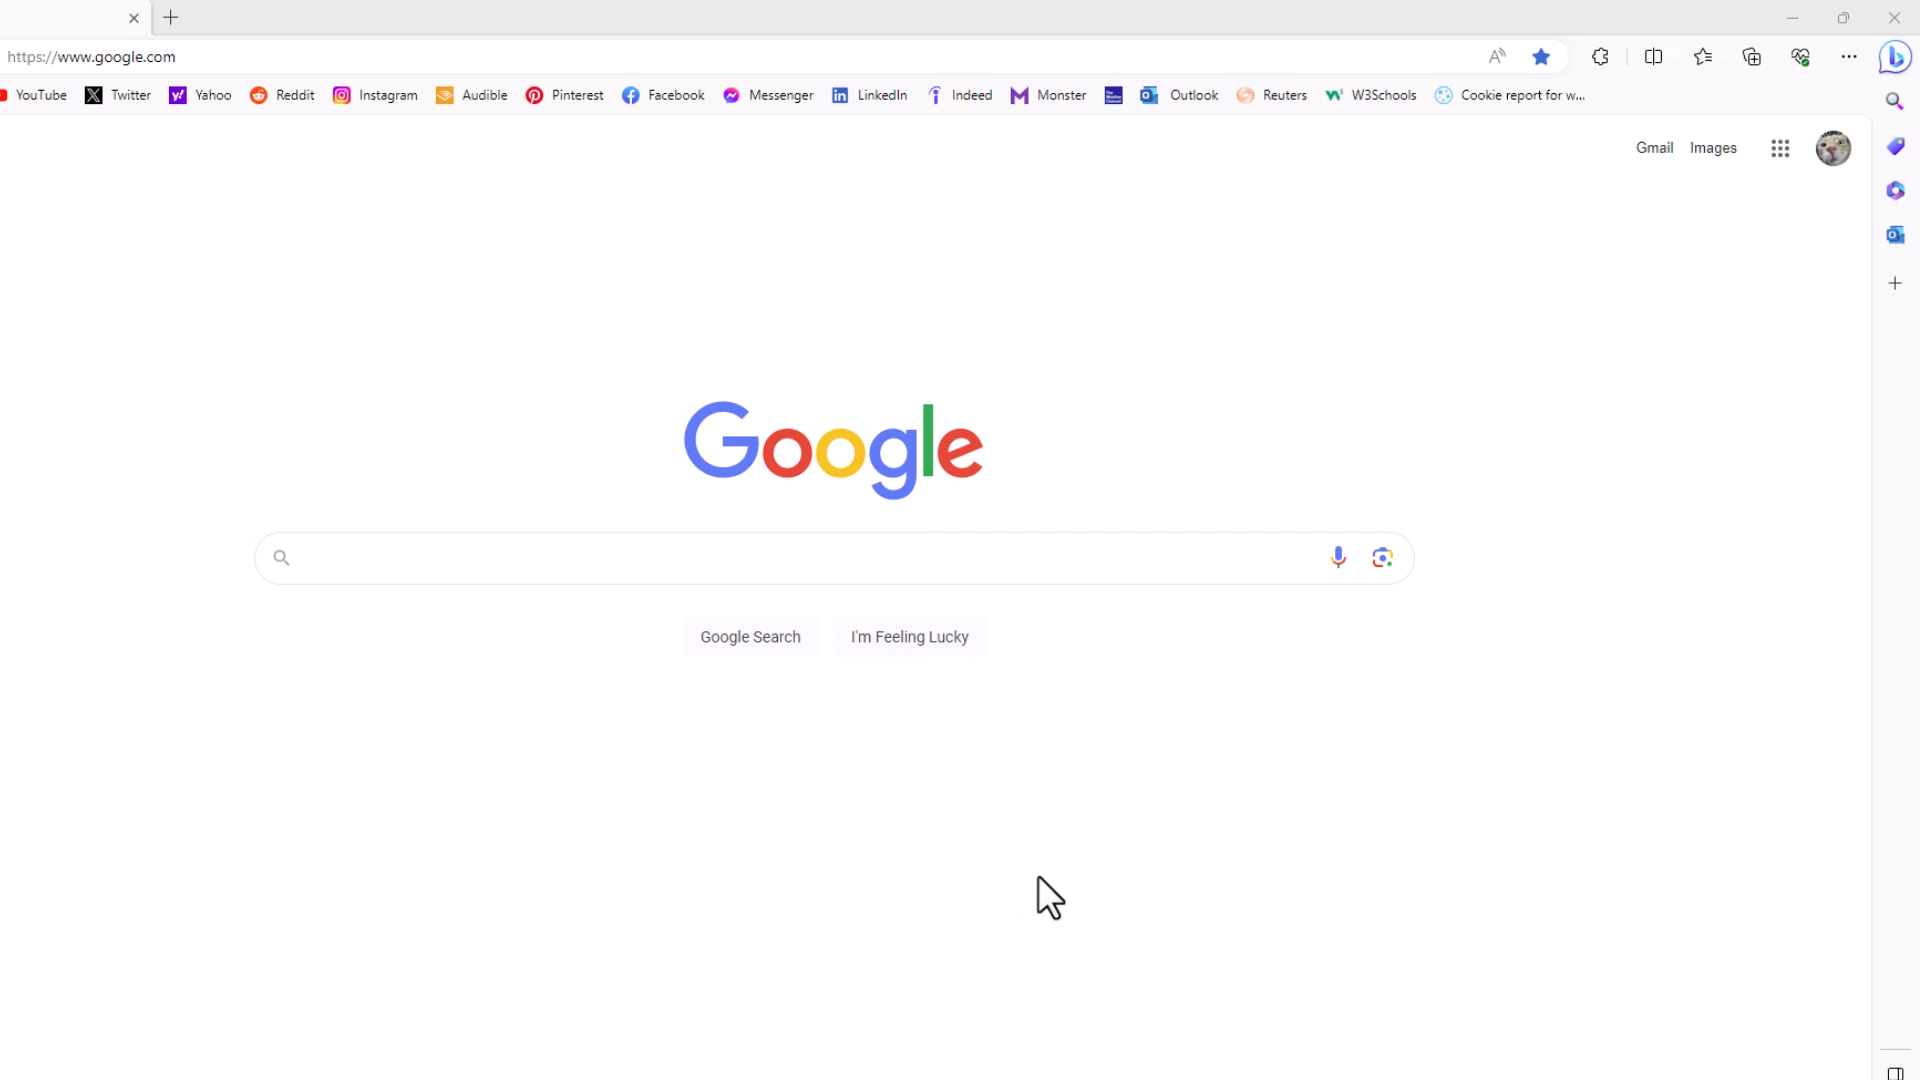 https://www.google.com
YouTube Twitter Yahoo Reddit Instagram Audible Pinterest Facebook Messenger LinkedIn Indeed Monster Outlook Reuters W3Schools Cookie report for w...
Gmail Images
Google
Google Search I'm Feeling Lucky